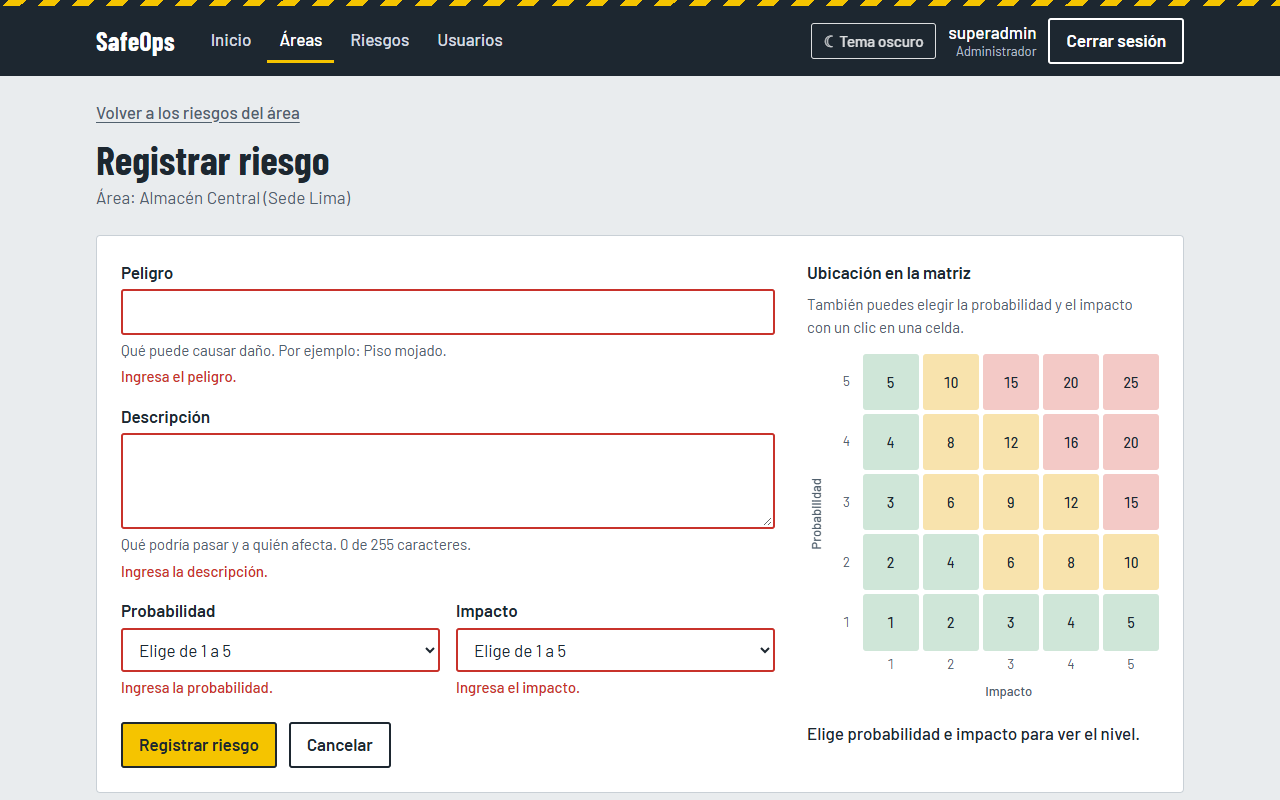 SafeOps
Inicio
Áreas
Riesgos
Usuarios
☾ Tema oscuro
superadmin
Administrador
Cerrar sesión
Volver a los riesgos del área
Registrar riesgo
Área: Almacén Central (Sede Lima)
Peligro
Qué puede causar daño. Por ejemplo: Piso mojado.
Ingresa el peligro.
Descripción
Qué podría pasar y a quién afecta. 0 de 255 caracteres.
Ingresa la descripción.
Probabilidad
Elige de 1 a 5
Ingresa la probabilidad.
Impacto
Elige de 1 a 5
Ingresa el impacto.
Registrar riesgo
Cancelar
Ubicación en la matriz
También puedes elegir la probabilidad y el impacto
con un clic en una celda.
Probabilidad
5 5 10 15 20 25
4 4 8 12 16 20
3 3 6 9 12 15
2 2 4 6 8 10
1 1 2 3 4 5
1 2 3 4 5
Impacto
Elige probabilidad e impacto para ver el nivel.